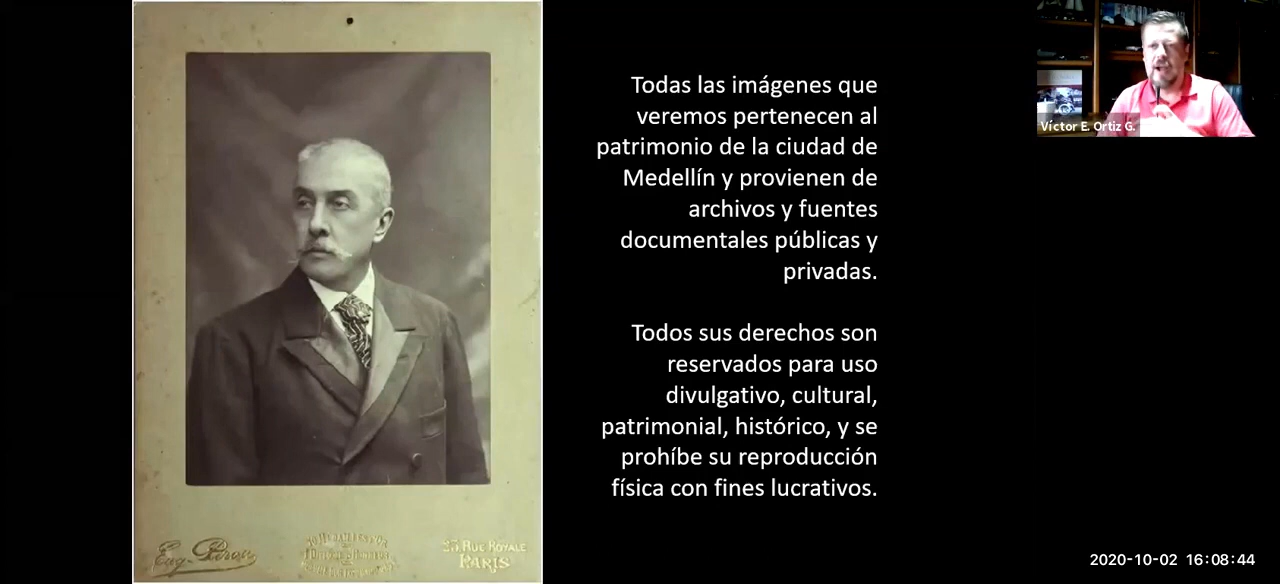 Todas las imágenes que
veremos pertenecen al
patrimonio de la ciudad de
Medellín y provienen de
archivos y fuentes
documentales públicas y
privadas.
Todos sus derechos son
reservados para uso
divulgativo, cultural,
patrimonial, histórico, y se
prohíbe su reproducción
física con fines lucrativos.
Víctor E. Ortiz G.
Eug. Pirou
23, RUE ROYALE
PARIS
2020-10-02 16:08:44